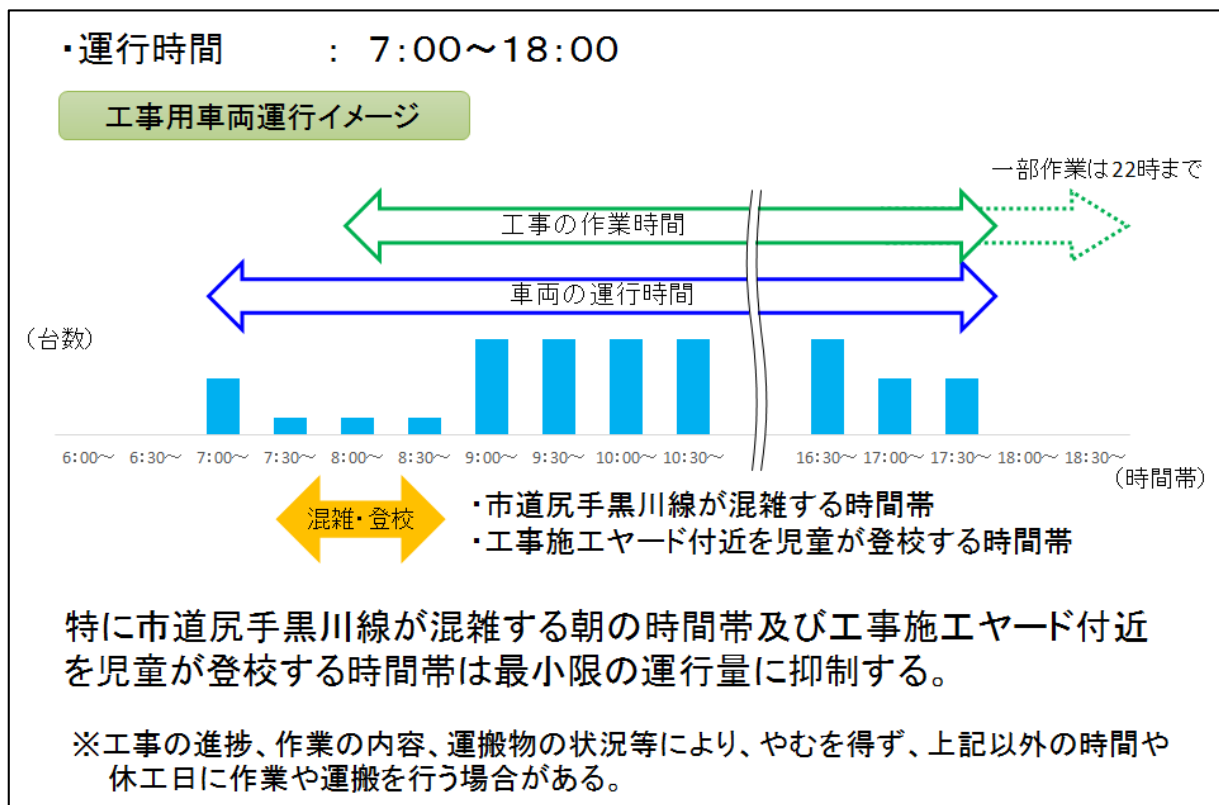 ・運行時間　　　： 7：00～18：00
工事用車両運行イメージ
一部作業は22時まで
工事の作業時間
車両の運行時間
（台数）
6:00～ 6:30～ 7:00～ 7:30～ 8:00～ 8:30～ 9:00～ 9:30～ 10:00～ 10:30～ 16:30～ 17:00～ 17:30～ 18:00～ 18:30～
（時間帯）
混雑・登校
・市道尻手黒川線が混雑する時間帯
・工事施工ヤード付近を児童が登校する時間帯
特に市道尻手黒川線が混雑する朝の時間帯及び工事施工ヤード付近
を児童が登校する時間帯は最小限の運行量に抑制する。
※工事の進捗、作業の内容、運搬物の状況等により、やむを得ず、上記以外の時間や
休工日に作業や運搬を行う場合がある。